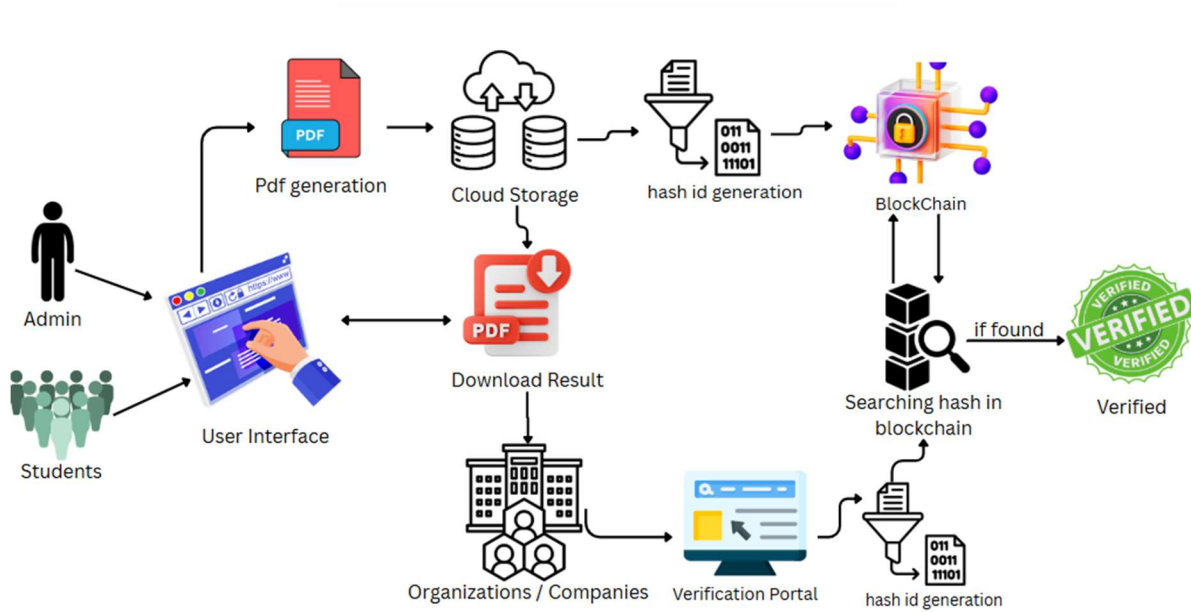 PDF
Pdf generation
Cloud Storage
011
0011
11101
hash id generation
BlockChain
Admin
https://www
Students
User Interface
PDF
Download Result
Searching hash in
blockchain
if found
VERIFIED
VERIFIED
VERIFIED
Verified
Organizations / Companies
Verification Portal
011
0011
11101
hash id generation